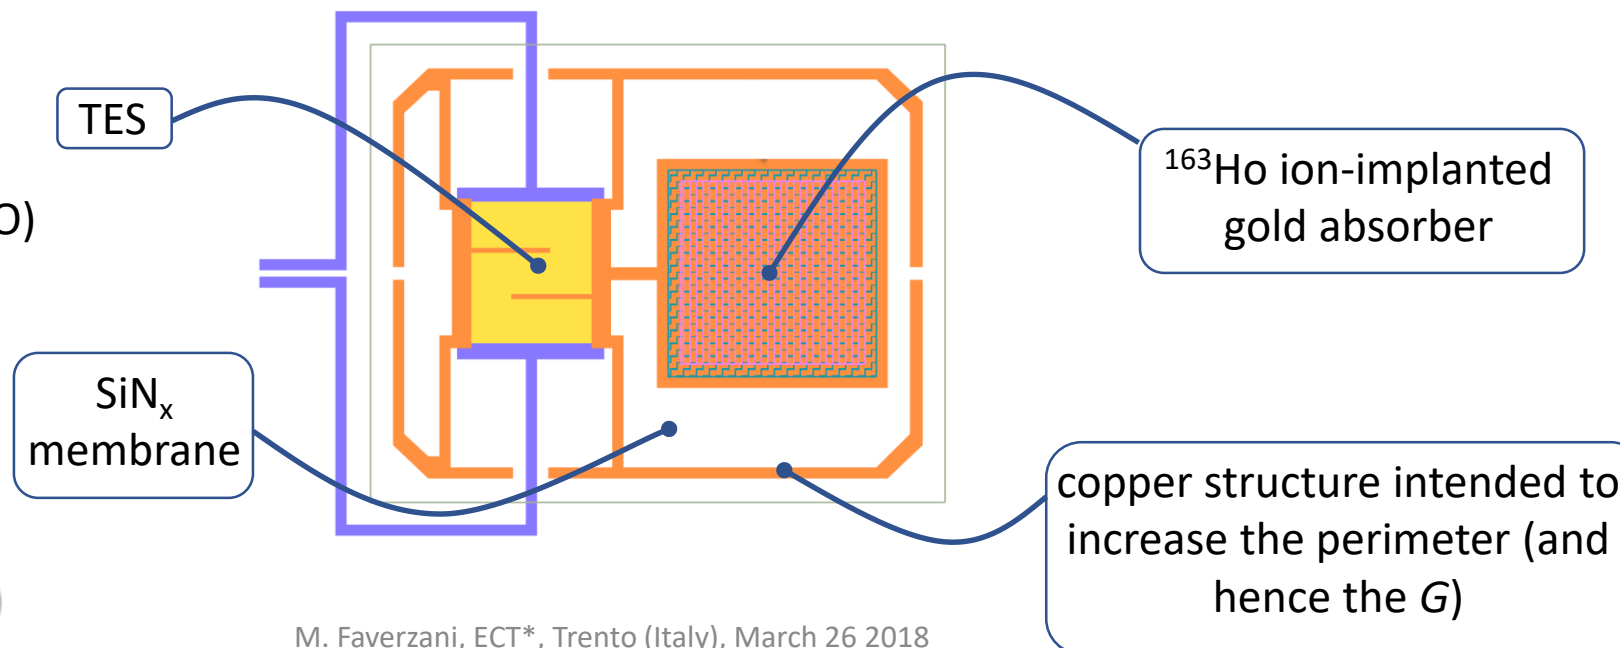 TES
O)
¹⁶³Ho ion-implanted
gold absorber
SiNₓ
membrane
copper structure intended to
increase the perimeter (and
hence the G)
M. Faverzani, ECT*, Trento (Italy), March 26 2018